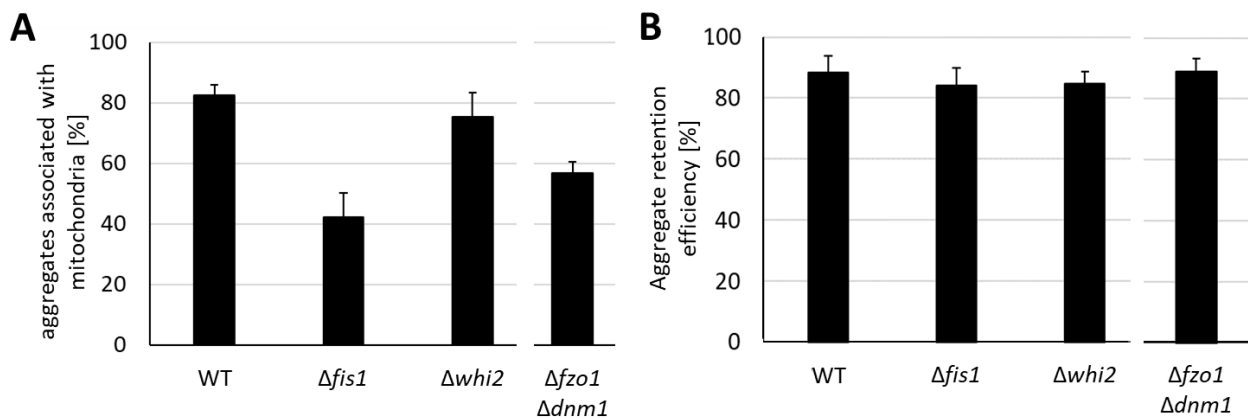 A
aggregates associated with
mitochondria [%]
100
80
60
40
20
0
WT
Δfis1
Δwhi2
Δfzo1
Δdnm1
B
Aggregate retention
efficiency [%]
100
80
60
40
20
0
WT
Δfis1
Δwhi2
Δfzo1
Δdnm1